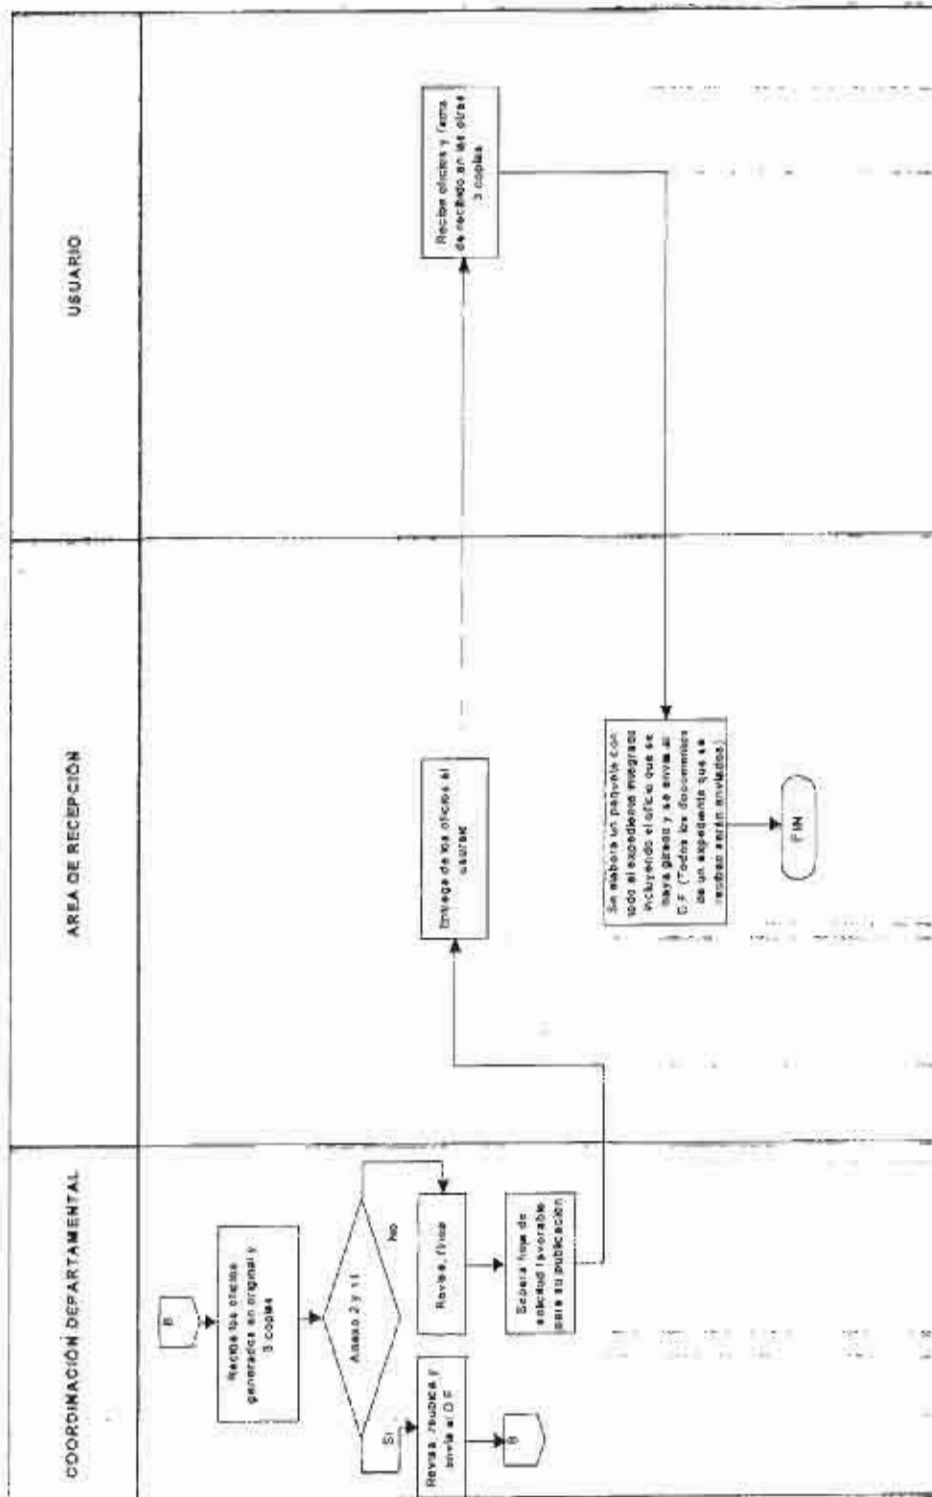 COORDINACIÓN DEPARTAMENTAL
AREA DE RECEPCIÓN
USUARIO
B
Recibe los oficios
generados en original y
3 copias
Anexo 2 y 11
Si
No
Revisa, rubrica y
envía al D.F.
B
Revisa, firma
Separa hoja de
solicitud favorable
para su publicación
Entrega de los oficios al
usuario
Recibe oficios y firma
de recibido en las otras
3 copias
Se elabora un paquete con
todo el expediente integrado
incluyendo el oficio que se
haya girado y se envía al
D.F. (Todos los documentos
de un expediente que se
reciban serán enviados)
FIN